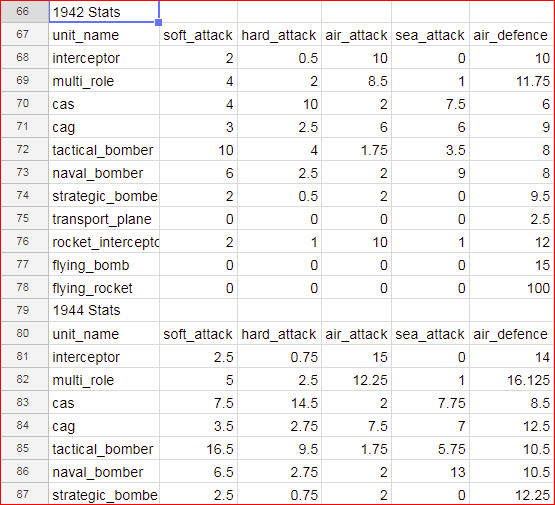 66 1942 Stats
67 unit_name soft_attack hard_attack air_attack sea_attack air_defence
68 interceptor 2 0.5 10 0 10
69 multi_role 4 2 8.5 1 11.75
70 cas 4 10 2 7.5 6
71 cag 3 2.5 6 6 9
72 tactical_bomber 10 4 1.75 3.5 8
73 naval_bomber 6 2.5 2 9 8
74 strategic_bombe 2 0.5 2 0 9.5
75 transport_plane 0 0 0 0 2.5
76 rocket_intercepto 2 1 10 1 12
77 flying_bomb 0 0 0 0 15
78 flying_rocket 0 0 0 0 100
79 1944 Stats
80 unit_name soft_attack hard_attack air_attack sea_attack air_defence
81 interceptor 2.5 0.75 15 0 14
82 multi_role 5 2.5 12.25 1 16.125
83 cas 7.5 14.5 2 7.75 8.5
84 cag 3.5 2.75 7.5 7 12.5
85 tactical_bomber 16.5 9.5 1.75 5.75 10.5
86 naval_bomber 6.5 2.75 2 13 10.5
87 strategic_bombe 2.5 0.75 2 0 12.25